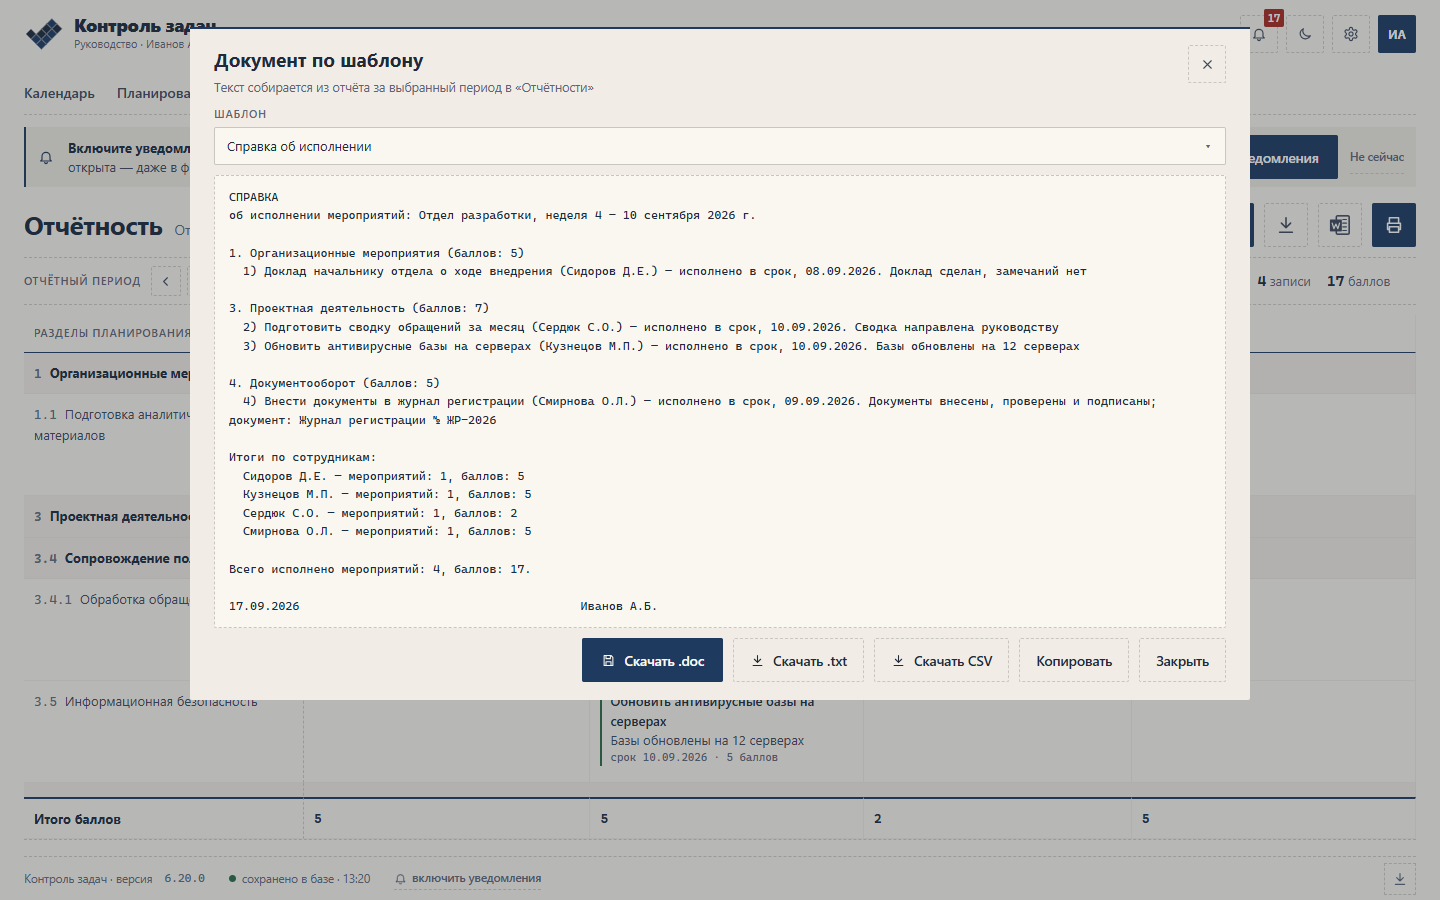 Контроль задач
Руководство · Иванов А
17
ИА
Календарь Планирова
Включите уведомл
открыта — даже в ф
едомления
Не сейчас
Отчётность От
ОТЧЁТНЫЙ ПЕРИОД
4 записи 17 баллов
РАЗДЕЛЫ ПЛАНИРОВАНИЯ
1 Организационные мер
1.1 Подготовка аналитич
материалов
3 Проектная деятельнос
3.4 Сопровождение по
3.4.1 Обработка обращ
3.5 Информационная безопасность
Документ по шаблону
Текст собирается из отчёта за выбранный период в «Отчётности»
ШАБЛОН
Справка об исполнении
СПРАВКА
об исполнении мероприятий: Отдел разработки, неделя 4 — 10 сентября 2026 г.
1. Организационные мероприятия (баллов: 5)
1) Доклад начальнику отдела о ходе внедрения (Сидоров Д.Е.) — исполнено в срок, 08.09.2026. Доклад сделан, замечаний нет
3. Проектная деятельность (баллов: 7)
2) Подготовить сводку обращений за месяц (Сердюк С.О.) — исполнено в срок, 10.09.2026. Сводка направлена руководству
3) Обновить антивирусные базы на серверах (Кузнецов М.П.) — исполнено в срок, 10.09.2026. Базы обновлены на 12 серверах
4. Документооборот (баллов: 5)
4) Внести документы в журнал регистрации (Смирнова О.Л.) — исполнено в срок, 09.09.2026. Документы внесены, проверены и подписаны;
документ: Журнал регистрации № ЖР-2026
Итоги по сотрудникам:
Сидоров Д.Е. — мероприятий: 1, баллов: 5
Кузнецов М.П. — мероприятий: 1, баллов: 5
Сердюк С.О. — мероприятий: 1, баллов: 2
Смирнова О.Л. — мероприятий: 1, баллов: 5
Всего исполнено мероприятий: 4, баллов: 17.
17.09.2026 Иванов А.Б.
Скачать .doc
Скачать .txt
Скачать CSV
Копировать
Закрыть
Обновить антивирусные базы на
серверах
Базы обновлены на 12 серверах
срок 10.09.2026 · 5 баллов
Итого баллов 5 5 2 5
Контроль задач · версия 6.20.0 сохранено в базе · 13:20 включить уведомления